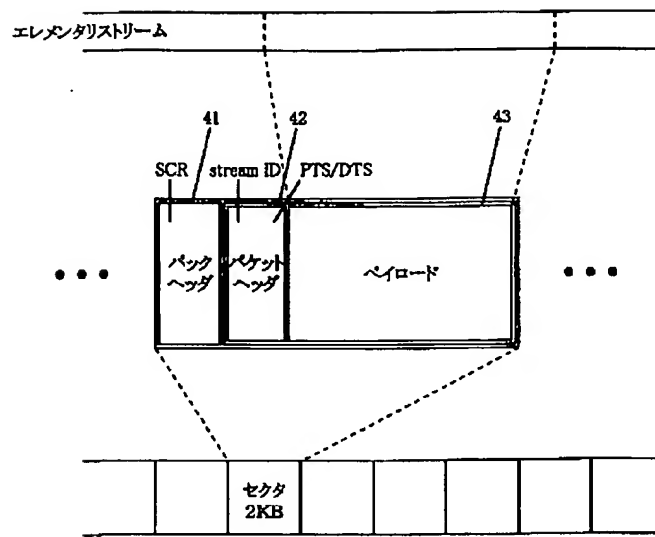 エレメンタリストリーム
41
42
43
SCR
stream ID
PTS/DTS
パック
ヘッダ
パケット
ヘッダ
ペイロード
セクタ
2KB